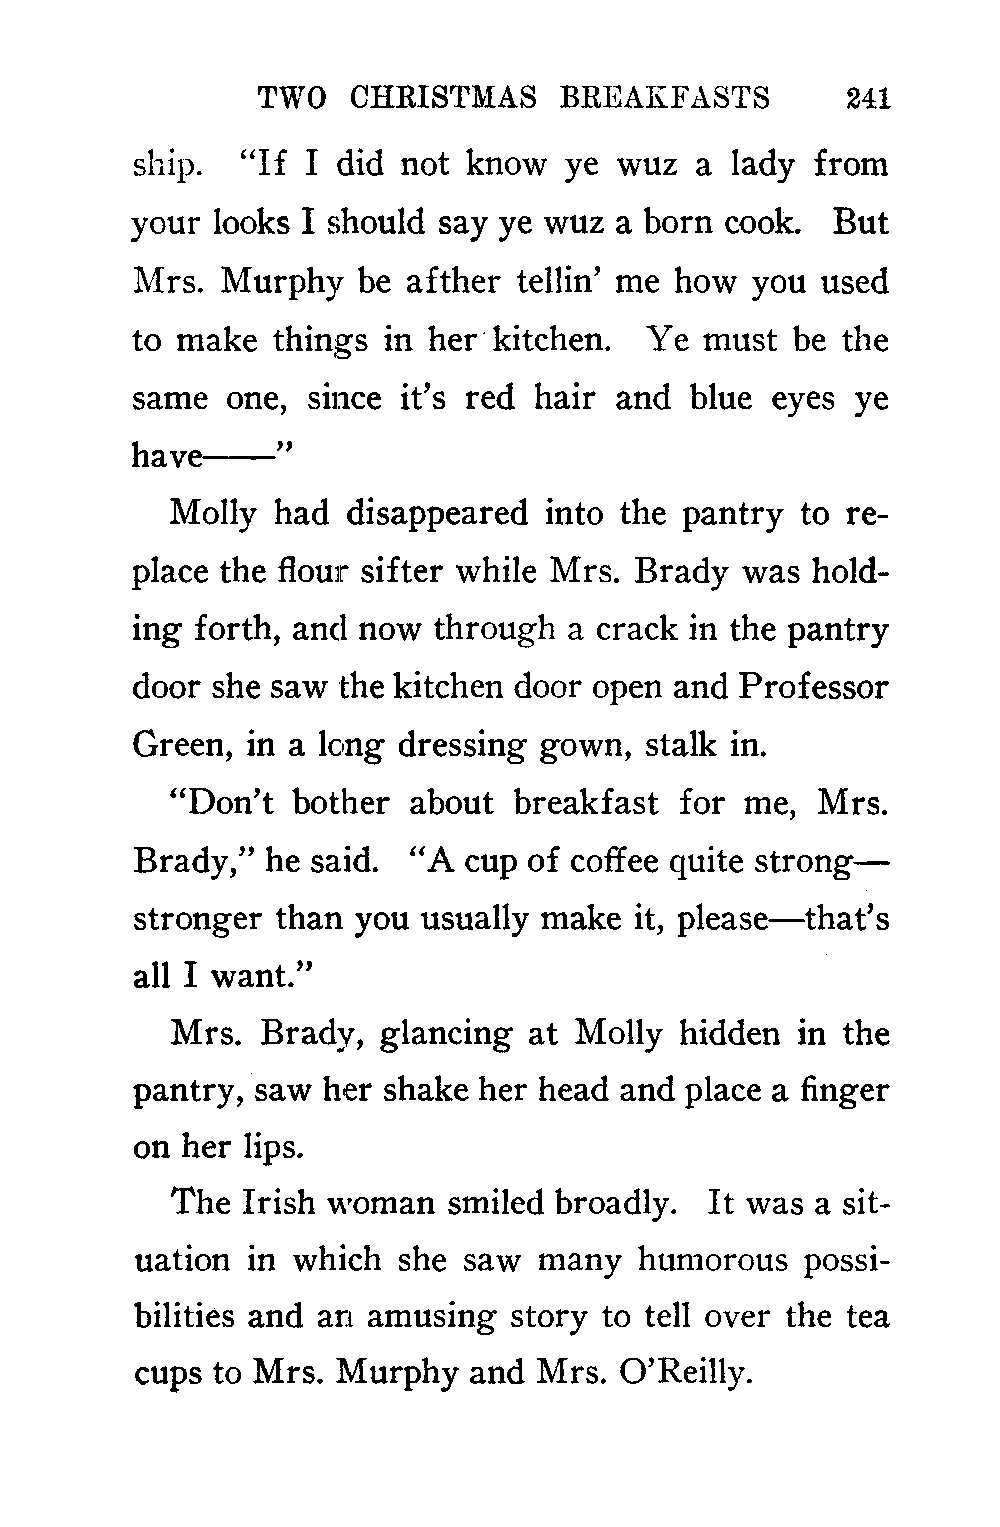 TWO CHRISTMAS BREAKFASTS 241
ship. “If I did not know ye wuz a lady from
your looks I should say ye wuz a born cook. But
Mrs. Murphy be afther tellin’ me how you used
to make things in her kitchen. Ye must be the
same one, since it’s red hair and blue eyes ye
have——”
Molly had disappeared into the pantry to re-
place the flour sifter while Mrs. Brady was hold-
ing forth, and now through a crack in the pantry
door she saw the kitchen door open and Professor
Green, in a long dressing gown, stalk in.
“Don’t bother about breakfast for me, Mrs.
Brady,” he said. “A cup of coffee quite strong—
stronger than you usually make it, please—that’s
all I want.”
Mrs. Brady, glancing at Molly hidden in the
pantry, saw her shake her head and place a finger
on her lips.
The Irish woman smiled broadly. It was a sit-
uation in which she saw many humorous possi-
bilities and an amusing story to tell over the tea
cups to Mrs. Murphy and Mrs. O’Reilly.